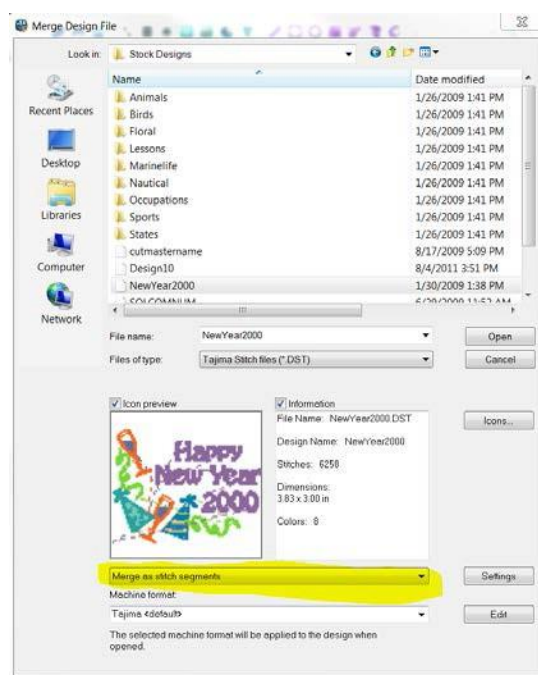 Merge Design File
Look in: Stock Designs
Name Date modified
Recent Places
Desktop
Libraries
Computer
Network
Animals 1/26/2009 1:41 PM
Birds 1/26/2009 1:41 PM
Floral 1/26/2009 1:41 PM
Lessons 1/26/2009 1:41 PM
Marinelife 1/26/2009 1:41 PM
Nautical 1/26/2009 1:41 PM
Occupations 1/26/2009 1:41 PM
Sports 1/26/2009 1:41 PM
States 1/26/2009 1:41 PM
cutmastername 8/17/2009 5:09 PM
Design10 8/4/2011 3:51 PM
NewYear2000 1/30/2009 1:38 PM
File name: NewYear2000 Open
Files of type: Tajima Stitch files (*.DST) Cancel
Icon preview
Happy
New Year
2000
Information
File Name: NewYear2000.DST
Design Name: NewYear2000
Stitches: 6258
Dimensions:
3.83 x 3.00 in
Colors: 8
Icons...
Merge as stitch segments Settings
Machine format:
Tajima <default> Edit
The selected machine format will be applied to the design when
opened.